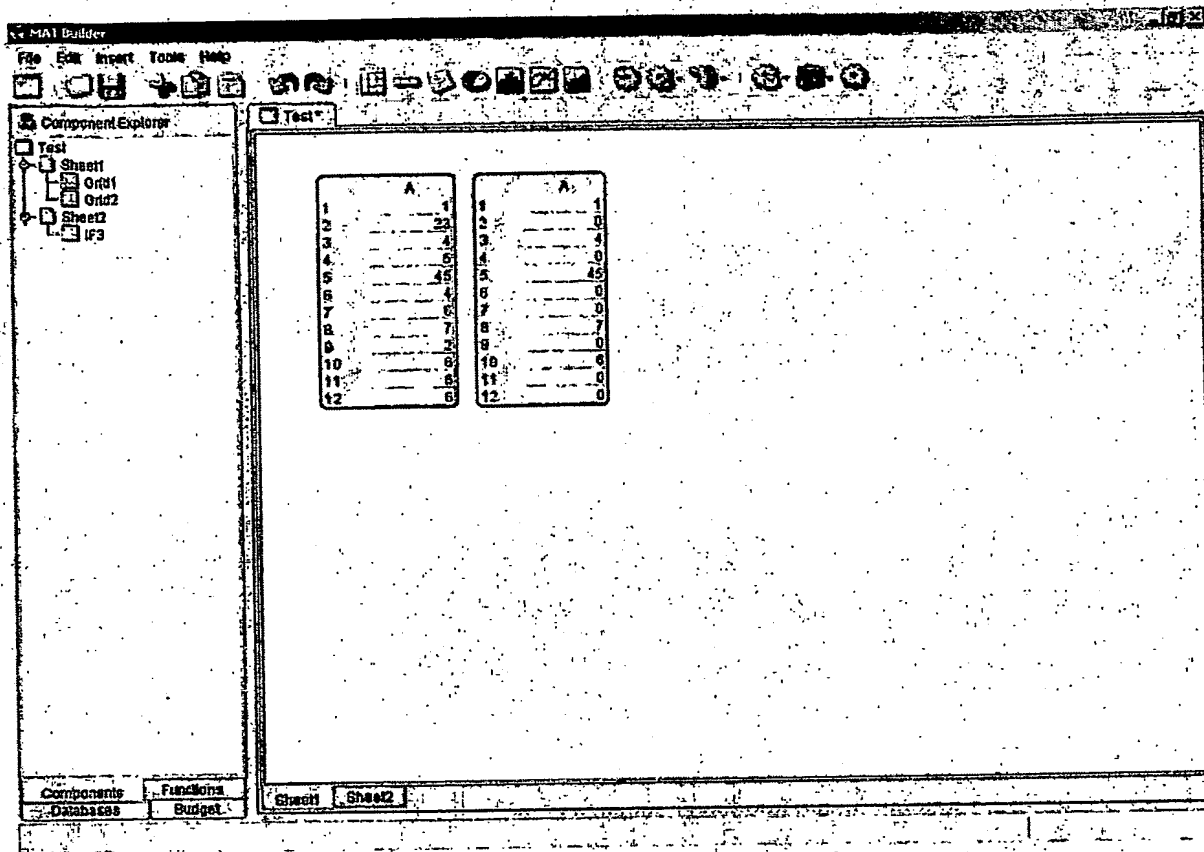 MAT Builder
File Edit Insert Tools Help
Component Explorer
Test*
Test
Sheet1
Grid1
Grid2
Sheet2
IF3
A A
1 1 1 1
2 23 2 0
3 4 3 4
4 5 4 0
5 45 5 45
6 4 6 0
7 6 7 0
8 7 8 7
9 2 9 0
10 6 10 6
11 8 11 0
12 6 12 0
Components Functions
Databases Budget
Sheet1 Sheet2